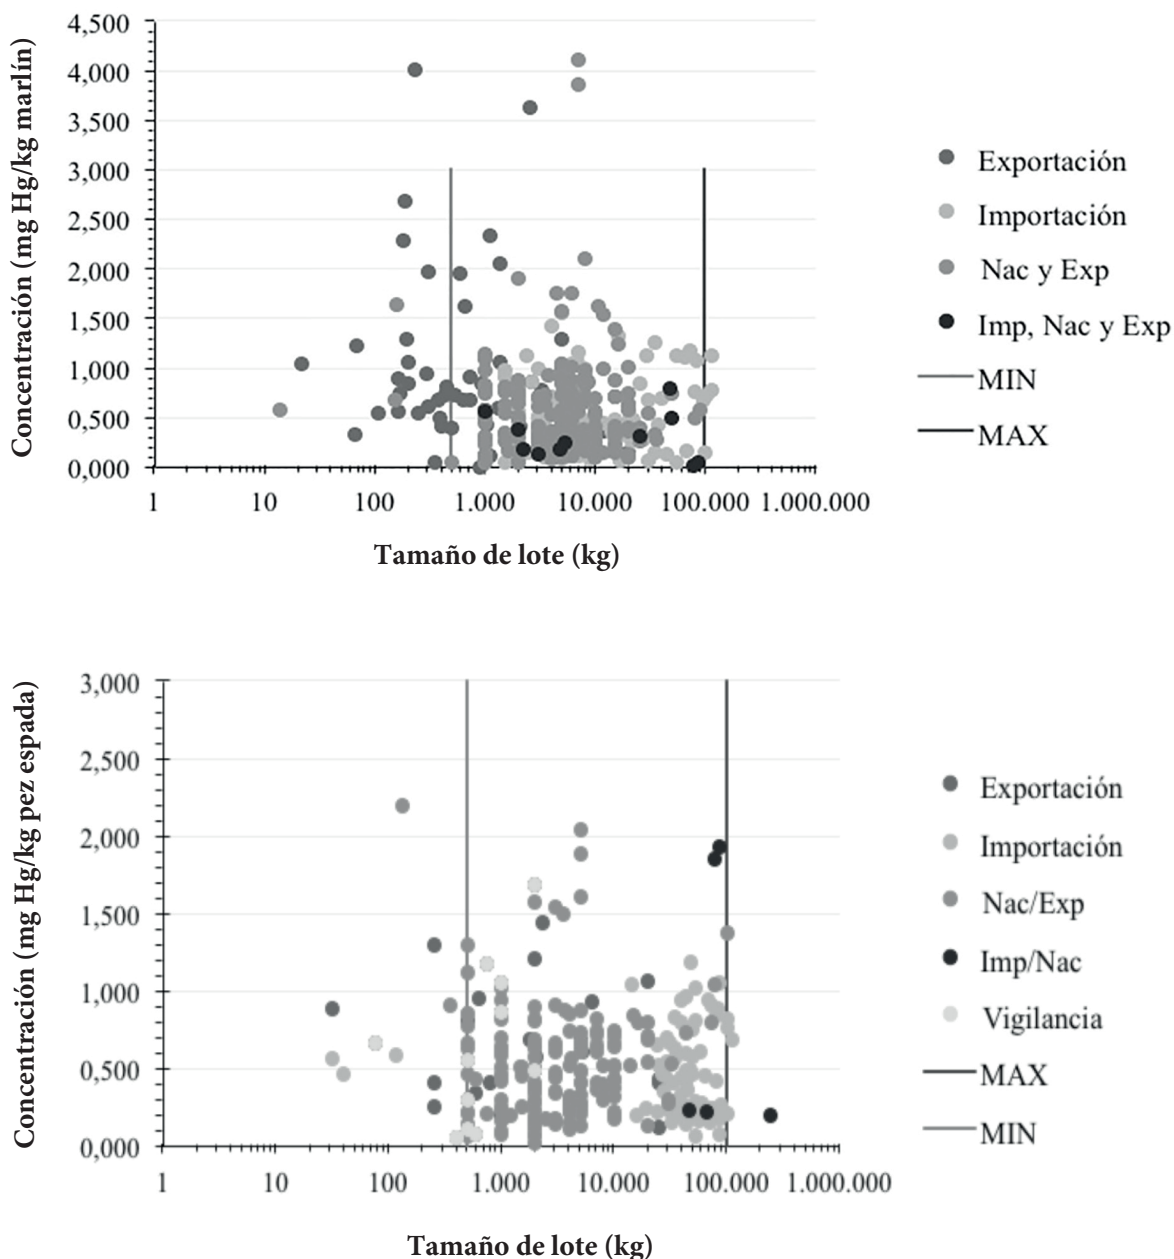 Concentración (mg Hg/kg marlín)
4,500
4,000
3,500
3,000
2,500
2,000
1,500
1,000
0,500
0,000
1 10 100 1.000 10.000 100.000 1.000.000
Tamaño de lote (kg)
Exportación
Importación
Nac y Exp
Imp, Nac y Exp
MIN
MAX
Concentración (mg Hg/kg pez espada)
3,000
2,500
2,000
1,500
1,000
0,500
0,000
1 10 100 1.000 10.000 100.000 1.000.000
Tamaño de lote (kg)
Exportación
Importación
Nac/Exp
Imp/Nac
Vigilancia
MAX
MIN